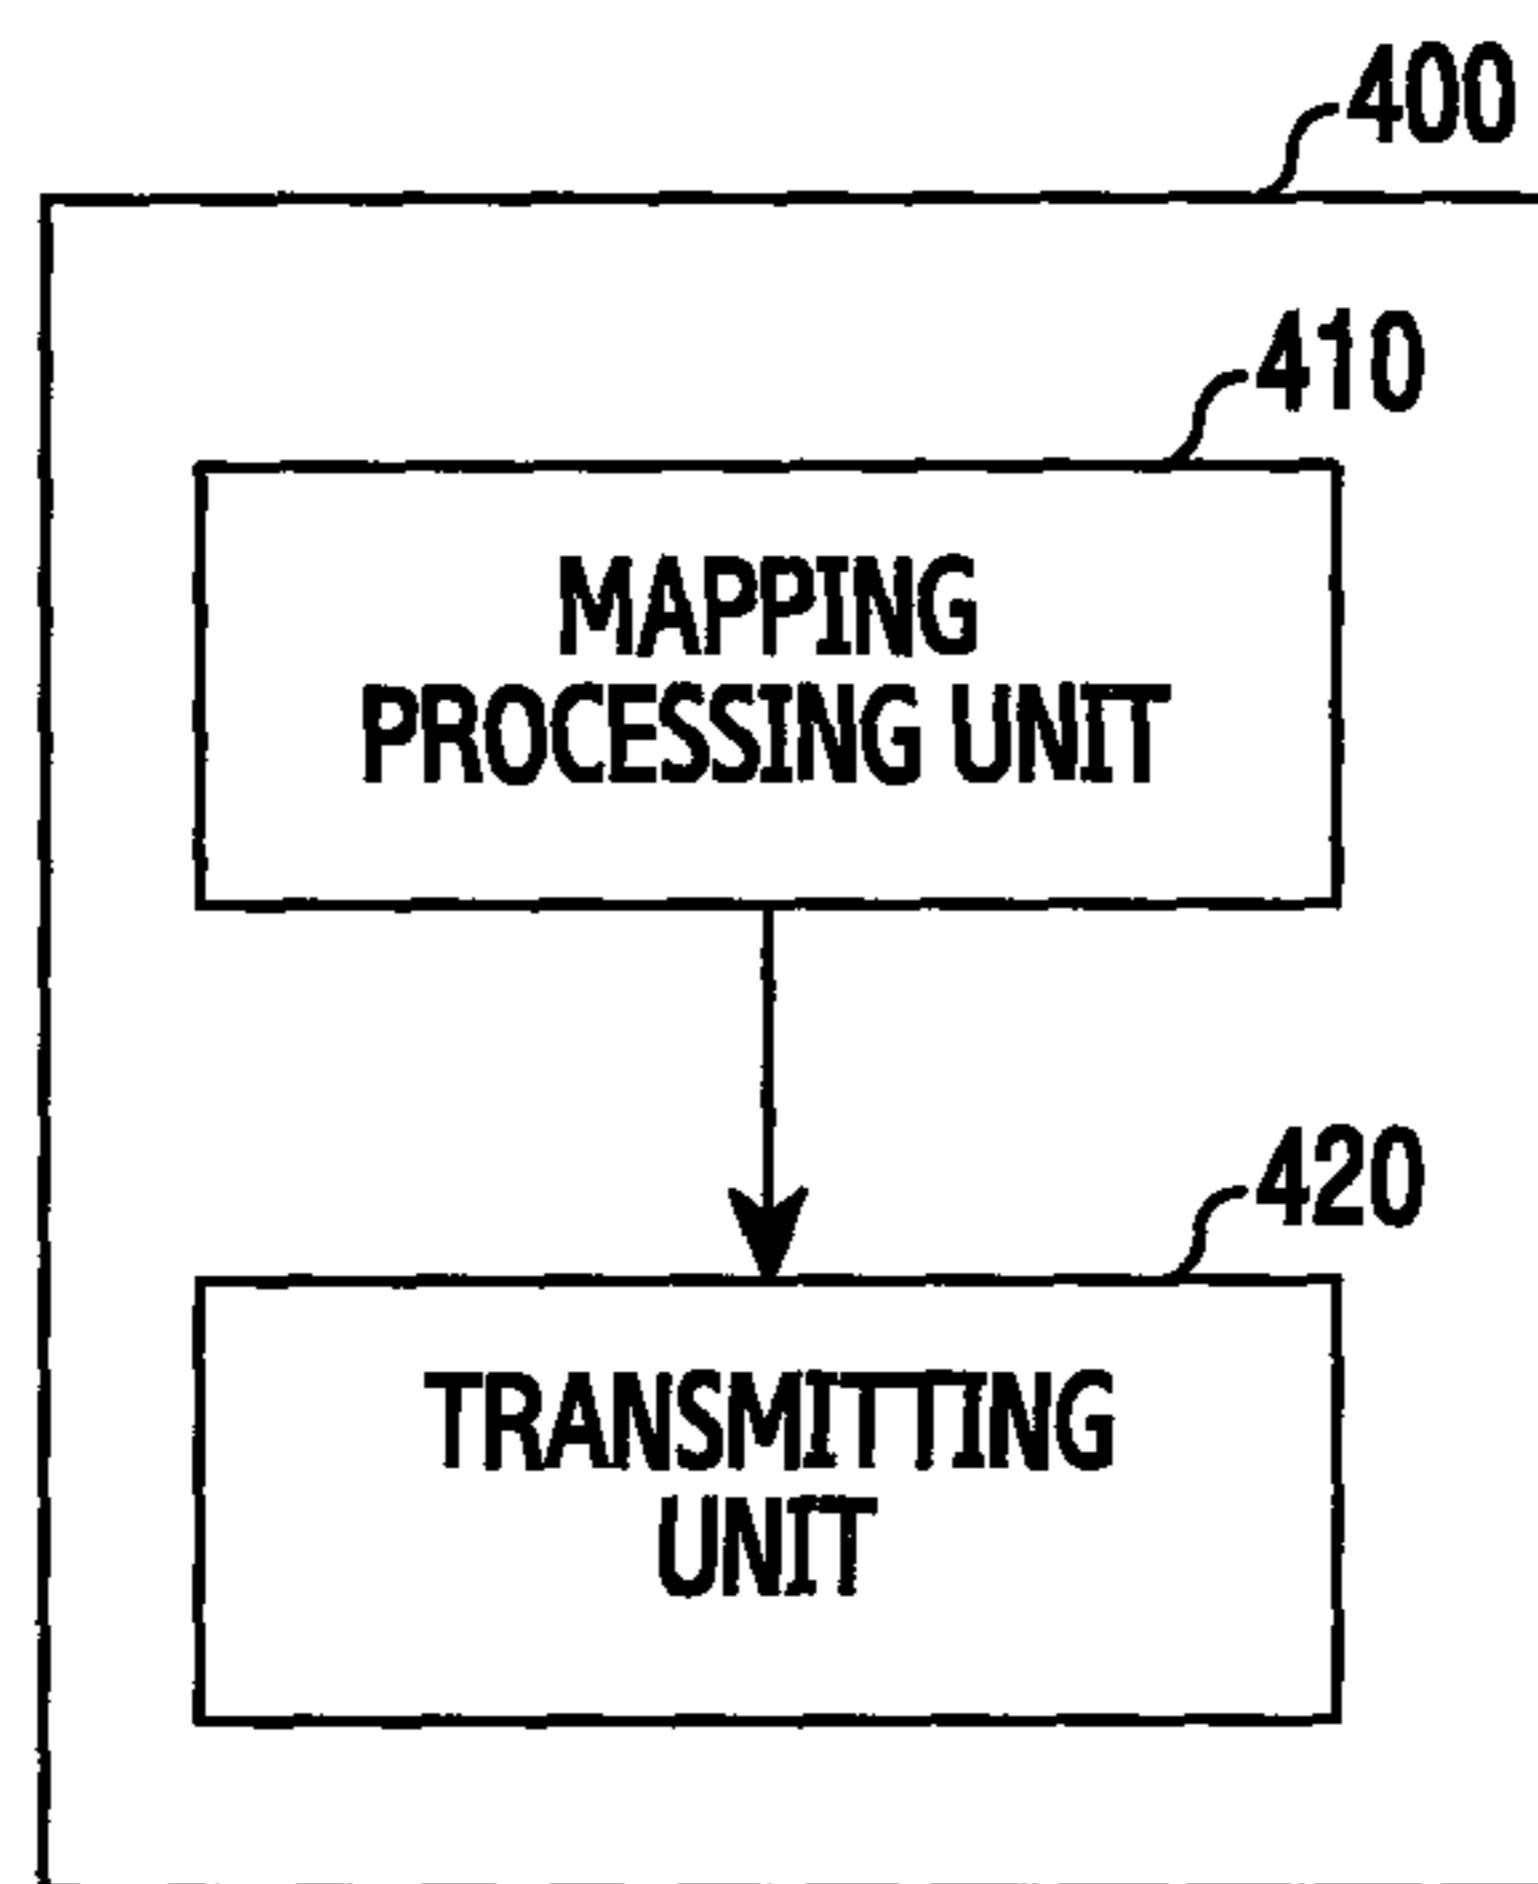 400
410
MAPPING
PROCESSING UNIT
420
TRANSMITTING
UNIT